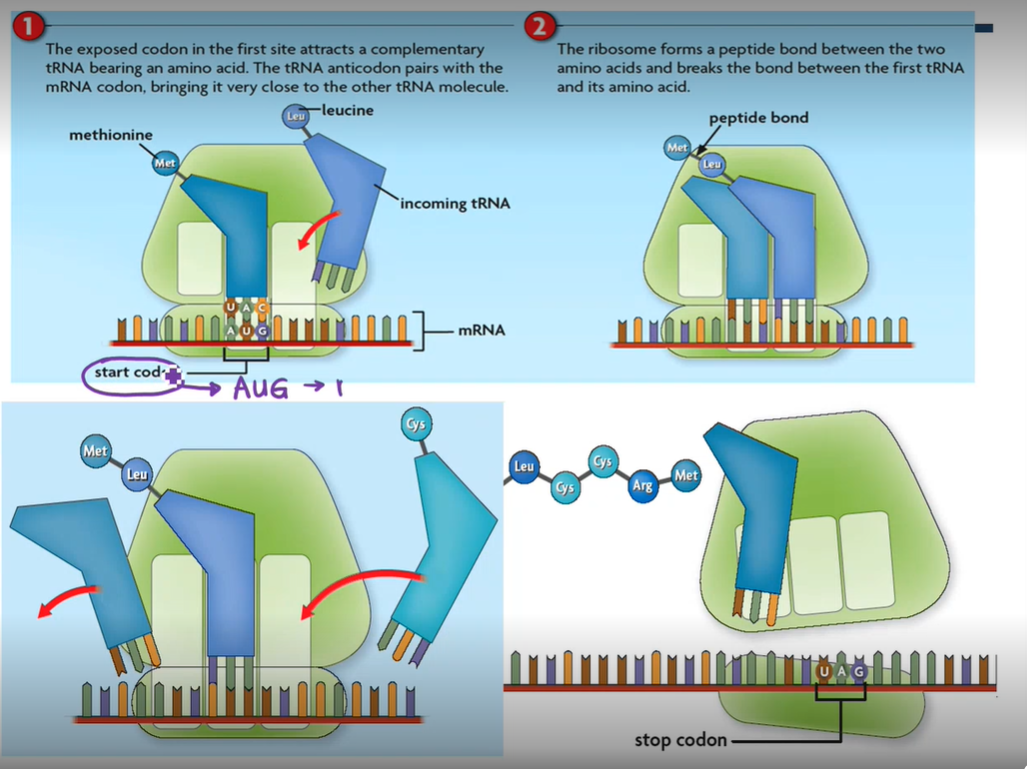 1
The exposed codon in the first site attracts a complementary
tRNA bearing an amino acid. The tRNA anticodon pairs with the
mRNA codon, bringing it very close to the other tRNA molecule.
Leu
leucine
methionine
Met
incoming tRNA
U A C
A U G
mRNA
start cod
AUG → I
2
The ribosome forms a peptide bond between the two
amino acids and breaks the bond between the first tRNA
and its amino acid.
peptide bond
Met
Leu
Met
Leu
Cys
Leu
Cys
Cys
Arg
Met
U A G
stop codon